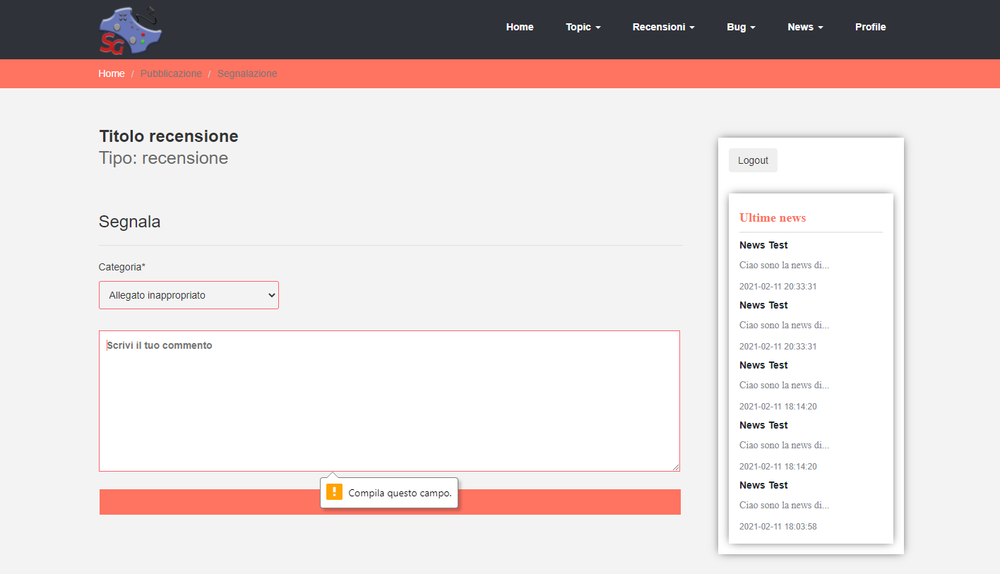 SG
Home Topic Recensioni Bug News Profile
Home / Pubblicazione / Segnalazione
Titolo recensione
Tipo: recensione
Segnala
Categoria*
Allegato inappropriato
Scrivi il tuo commento
Compila questo campo.
Logout
Ultime news
News Test
Ciao sono la news di...
2021-02-11 20:33:31
News Test
Ciao sono la news di...
2021-02-11 20:33:31
News Test
Ciao sono la news di...
2021-02-11 18:14:20
News Test
Ciao sono la news di...
2021-02-11 18:14:20
News Test
Ciao sono la news di...
2021-02-11 18:03:58